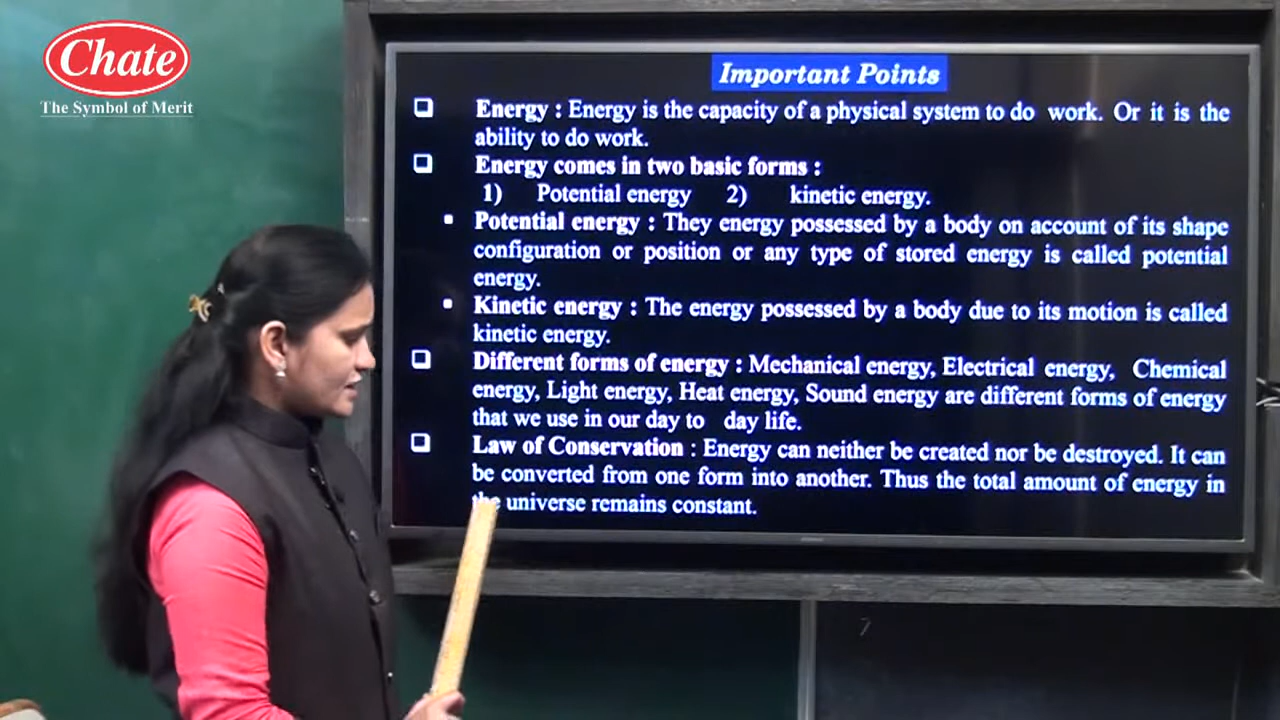 Chate
The Symbol of Merit
Important Points
Energy : Energy is the capacity of a physical system to do work. Or it is the
ability to do work.
Energy comes in two basic forms :
1) Potential energy 2) kinetic energy.
Potential energy : They energy possessed by a body on account of its shape
configuration or position or any type of stored energy is called potential
energy.
Kinetic energy : The energy possessed by a body due to its motion is called
kinetic energy.
Different forms of energy : Mechanical energy, Electrical energy, Chemical
energy, Light energy, Heat energy, Sound energy are different forms of energy
that we use in our day to day life.
Law of Conservation : Energy can neither be created nor be destroyed. It can
be converted from one form into another. Thus the total amount of energy in
the universe remains constant.